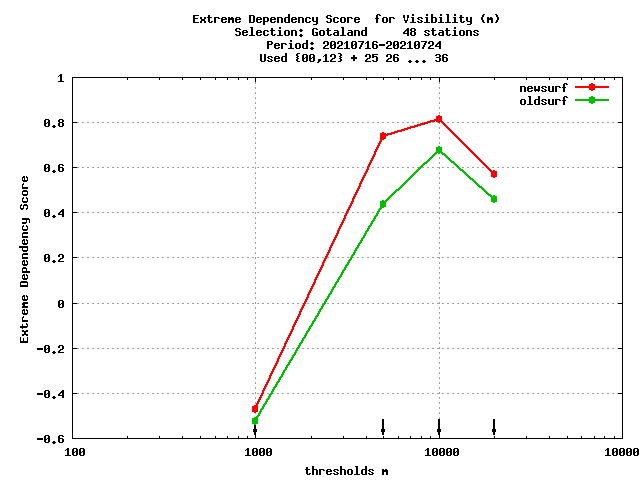 Extreme Dependency Score  for Visibility (m)
Selection: Gotaland     48 stations
Period: 20210716-20210724
Used {00,12} + 25 26 ... 36
1
newsurf
oldsurf
0.8
0.6
0.4
0.2
0
-0.2
-0.4
-0.6
Extreme Dependency Score
100 1000 10000 10000
thresholds m